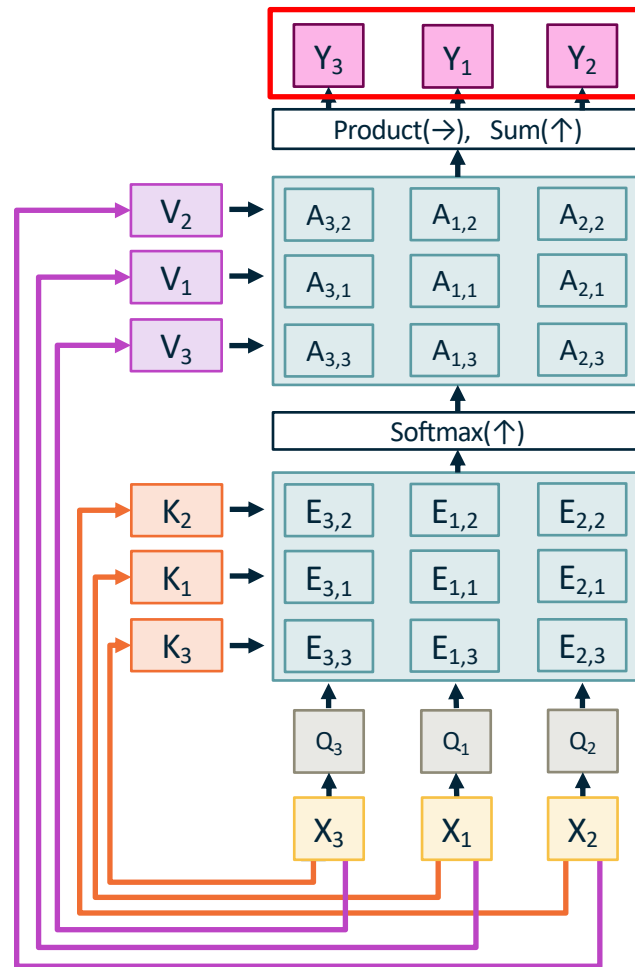 Y₃ Y₁ Y₂
Product(→), Sum(↑)
V₂ A₃,₂ A₁,₂ A₂,₂
V₁ A₃,₁ A₁,₁ A₂,₁
V₃ A₃,₃ A₁,₃ A₂,₃
Softmax(↑)
K₂ E₃,₂ E₁,₂ E₂,₂
K₁ E₃,₁ E₁,₁ E₂,₁
K₃ E₃,₃ E₁,₃ E₂,₃
Q₃ Q₁ Q₂
X₃ X₁ X₂